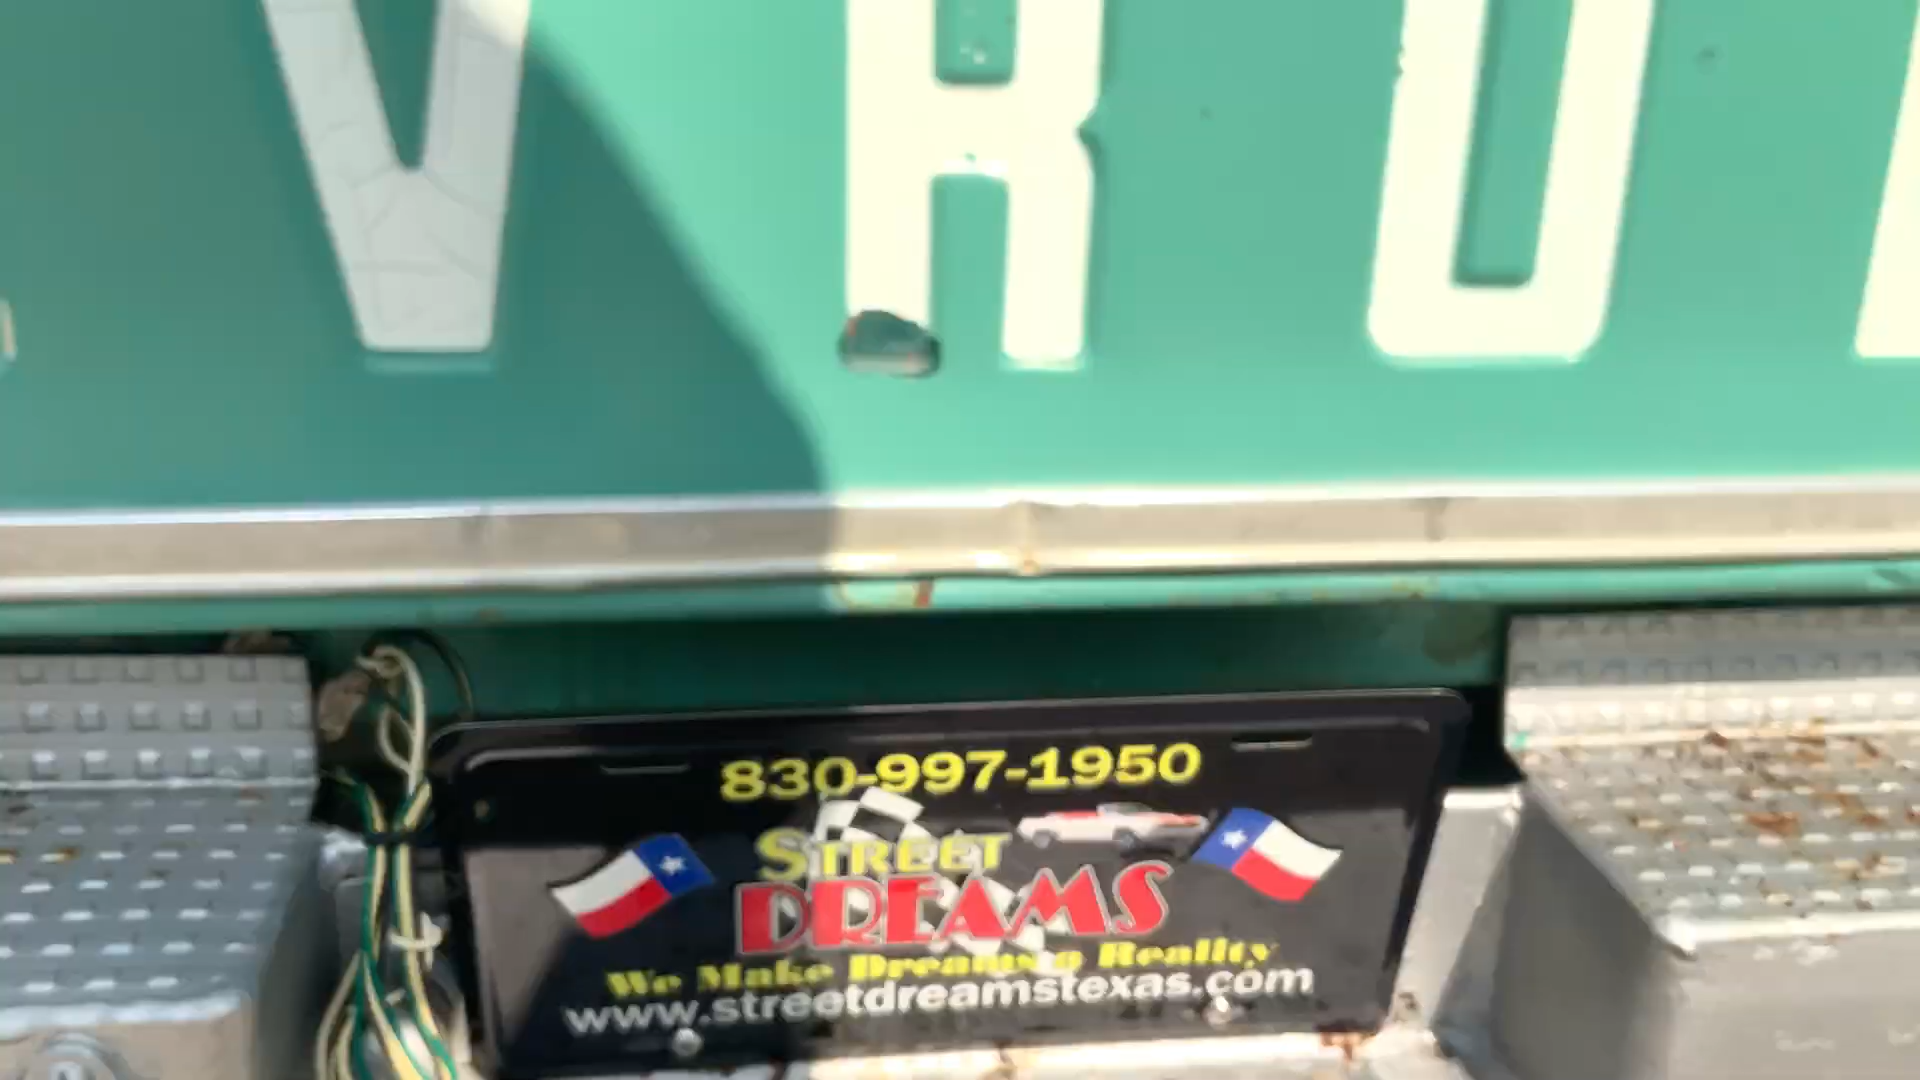 V R O
830-997-1950
STREET
DREAMS
We Make Dreams a Reality
www.streetdreamstexas.com